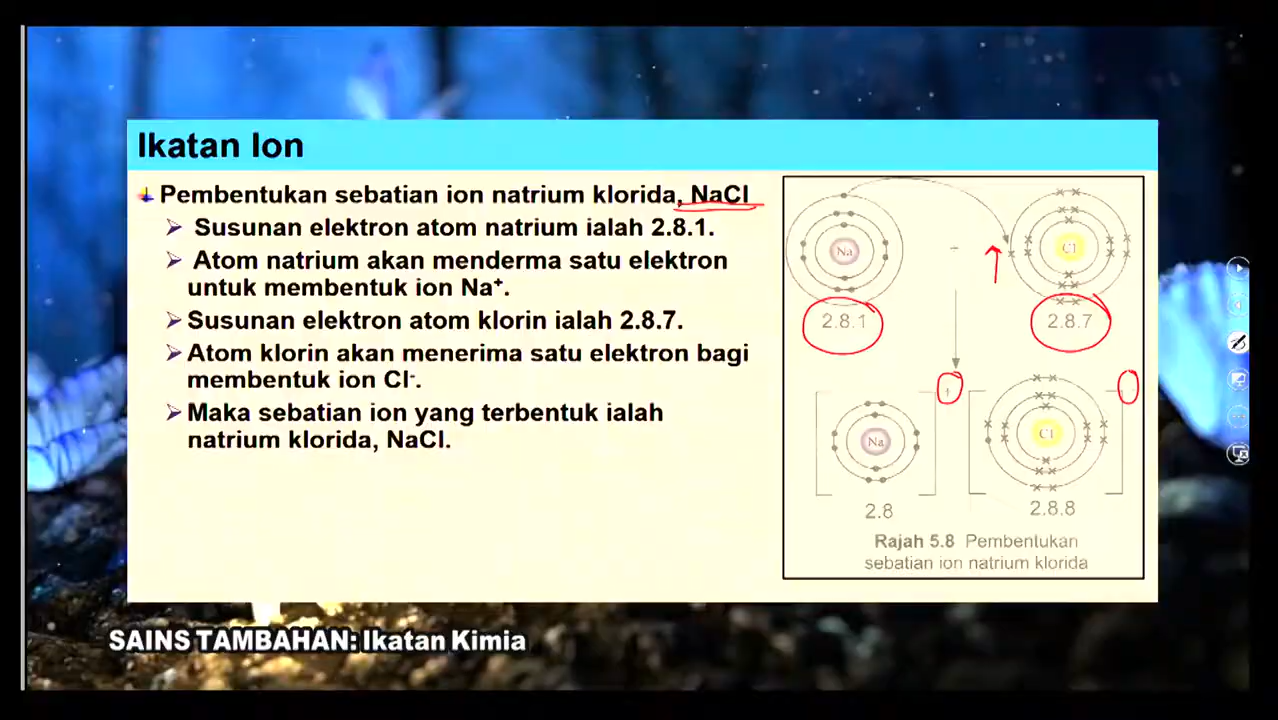 Ikatan Ion
Pembentukan sebatian ion natrium klorida, NaCl
Susunan elektron atom natrium ialah 2.8.1.
Atom natrium akan menderma satu elektron
untuk membentuk ion Na⁺.
Susunan elektron atom klorin ialah 2.8.7.
Atom klorin akan menerima satu elektron bagi
membentuk ion Cl⁻.
Maka sebatian ion yang terbentuk ialah
natrium klorida, NaCl.
Na
Cl
2.8.1
2.8.7
Na
+
Cl
2.8
2.8.8
Rajah 5.8 Pembentukan
sebatian ion natrium klorida
SAINS TAMBAHAN: Ikatan Kimia